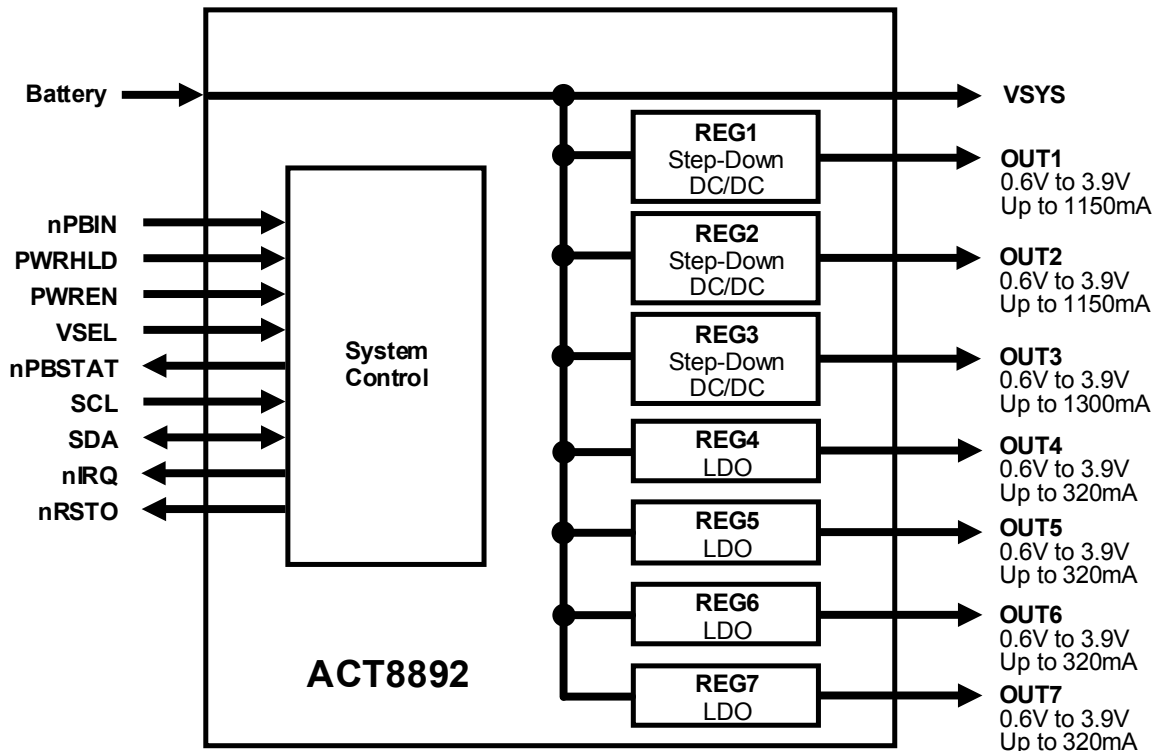 Battery
nPBIN
PWRHLD
PWREN
VSEL
nPBSTAT
SCL
SDA
nIRQ
nRSTO
System
Control
ACT8892
REG1
Step-Down
DC/DC
REG2
Step-Down
DC/DC
REG3
Step-Down
DC/DC
REG4
LDO
REG5
LDO
REG6
LDO
REG7
LDO
VSYS
OUT1
0.6V to 3.9V
Up to 1150mA
OUT2
0.6V to 3.9V
Up to 1150mA
OUT3
0.6V to 3.9V
Up to 1300mA
OUT4
0.6V to 3.9V
Up to 320mA
OUT5
0.6V to 3.9V
Up to 320mA
OUT6
0.6V to 3.9V
Up to 320mA
OUT7
0.6V to 3.9V
Up to 320mA